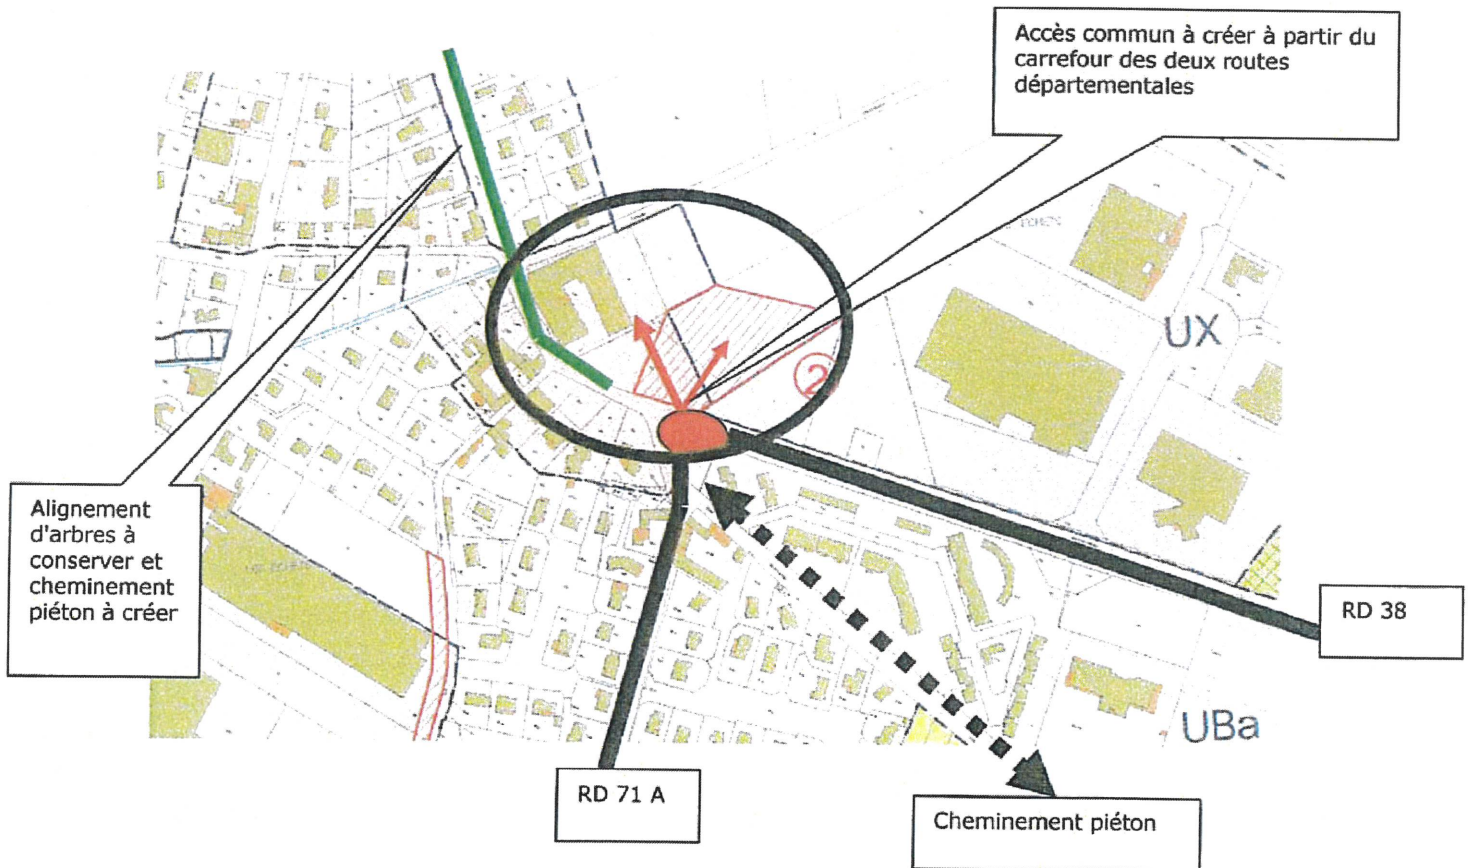 Accès commun à créer à partir du
carrefour des deux routes
départementales
UX
2
Alignement
d'arbres à
conserver et
cheminement
piéton à créer
RD 38
UBa
RD 71 A
Cheminement piéton